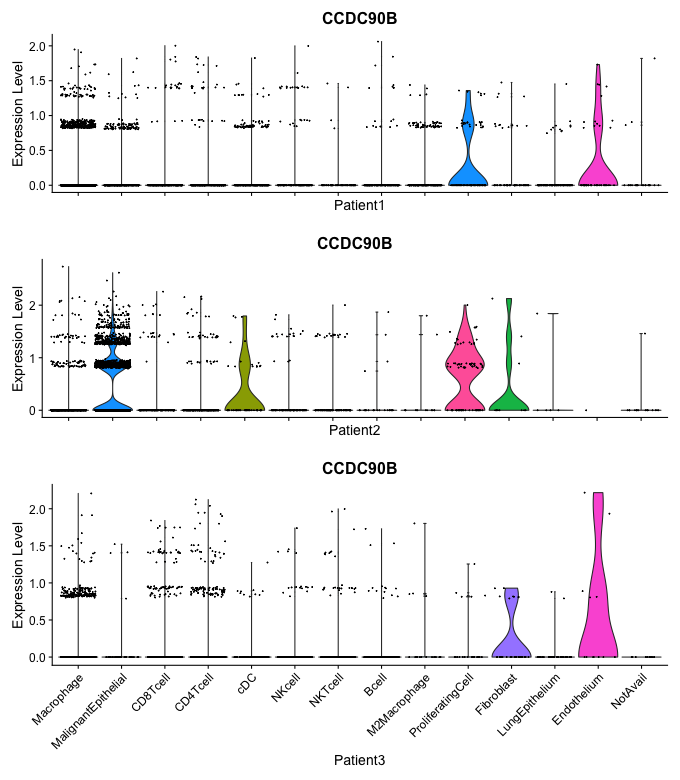 CCDC90B
Expression Level
2.0
1.5
1.0
0.5
0.0
Patient1
CCDC90B
Expression Level
2
1
0
Patient2
CCDC90B
Expression Level
2.0
1.5
1.0
0.5
0.0
Macrophage
MalignantEpithelial
CD8Tcell
CD4Tcell
cDC
NKcell
NKTcell
Bcell
M2Macrophage
ProliferatingCell
Fibroblast
LungEpithelium
Endothelium
NotAvail
Patient3